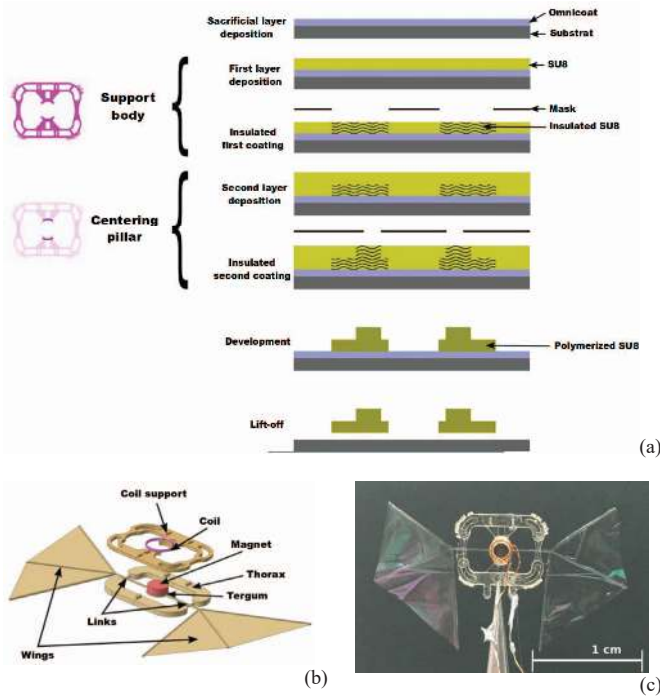 Sacrificial layer
deposition
Omnicoat
Substrat
First layer
deposition
SU8
Support
body
Mask
Insulated
first coating
Insulated SU8
Second layer
deposition
Centering
pillar
Insulated
second coating
Development
Polymerized SU8
Lift-off
(a)
Coil support
Coil
Magnet
Thorax
Tergum
Links
Wings
(b)
1 cm
(c)